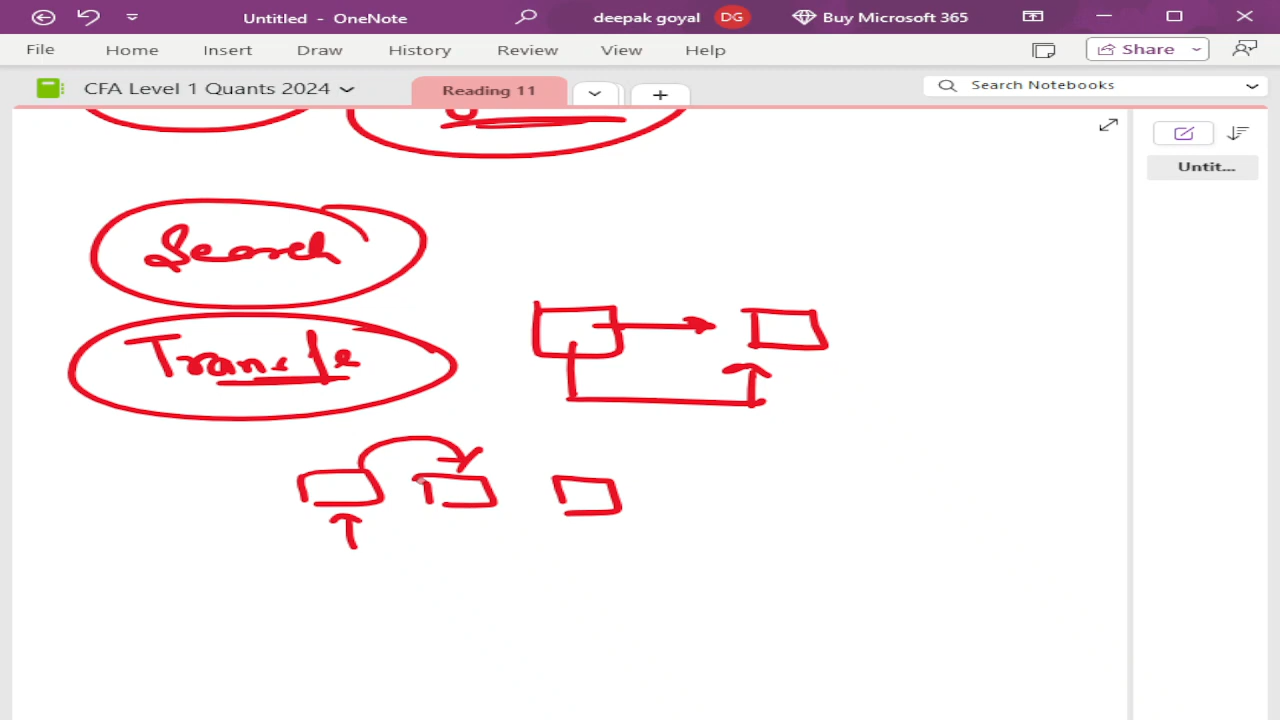 Untitled - OneNote
deepak goyal
DG
Buy Microsoft 365
File
Home
Insert
Draw
History
Review
View
Help
Share
CFA Level 1 Quants 2024
Reading 11
Search Notebooks
Untit...
Search
Transfe